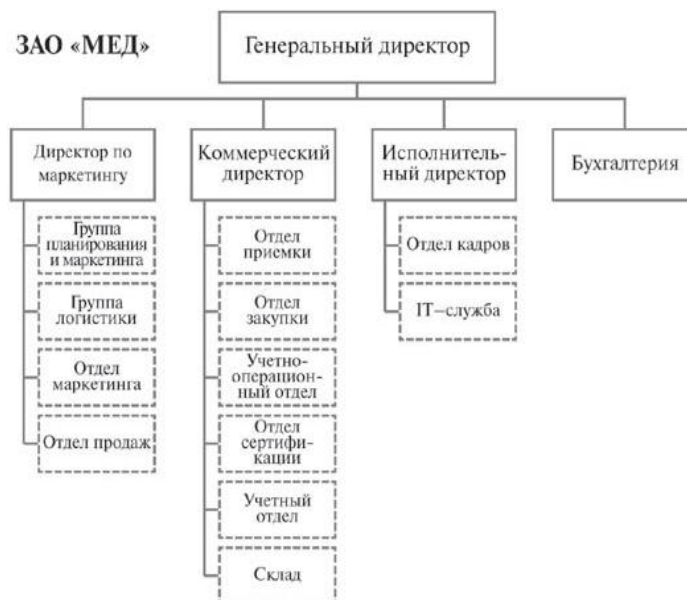 ЗАО «МЕД»
Генеральный директор
Директор по
маркетингу
Коммерческий
директор
Исполнитель-
ный директор
Бухгалтерия
Группа
планирования
и маркетинга
Группа
логистики
Отдел
маркетинга
Отдел продаж
Отдел
приемки
Отдел
закупки
Учетно-
операцион-
ный отдел
Отдел
сертифи-
кации
Учетный
отдел
Склад
Отдел кадров
IT–служба